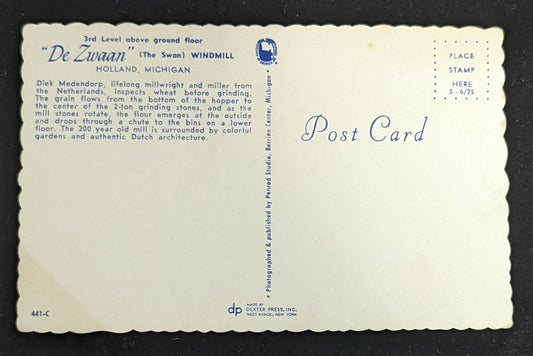 3rd Level above ground floor
"De Zwaan" (The Swan) WINDMILL
HOLLAND, MICHIGAN
Diek Medendorp, lifelong millwright and miller from
the Netherlands, inspects wheat before grinding.
The grain flows from the bottom of the hopper to
the center of the 2-ton grinding stones, and as the
mill stones rotate, the flour emerges at the outside
and drops through a chute to the bins on a lower
floor. The 200 year old mill is surrounded by colorful
gardens and authentic Dutch architecture.
441-C
• Photographed & published by Penrod Studio, Berrien Center, Michigan •
dp
MADE BY
DEXTER PRESS, INC.
WEST NYACK, NEW YORK
Post Card
PLACE
STAMP
HERE
S-6/25